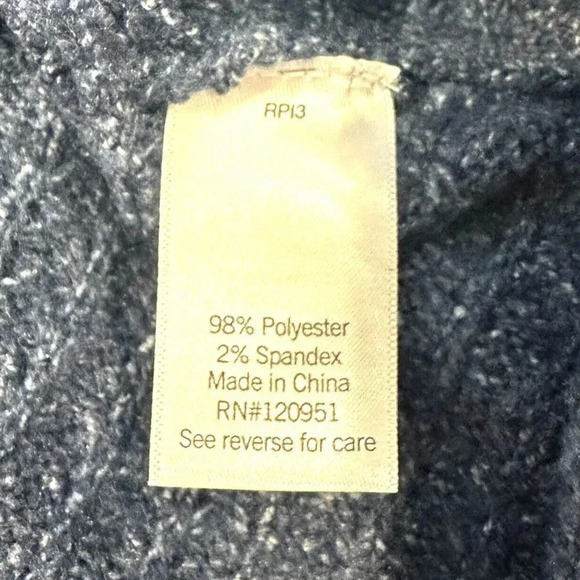 RPI3
98% Polyester
2% Spandex
Made in China
RN#120951
See reverse for care